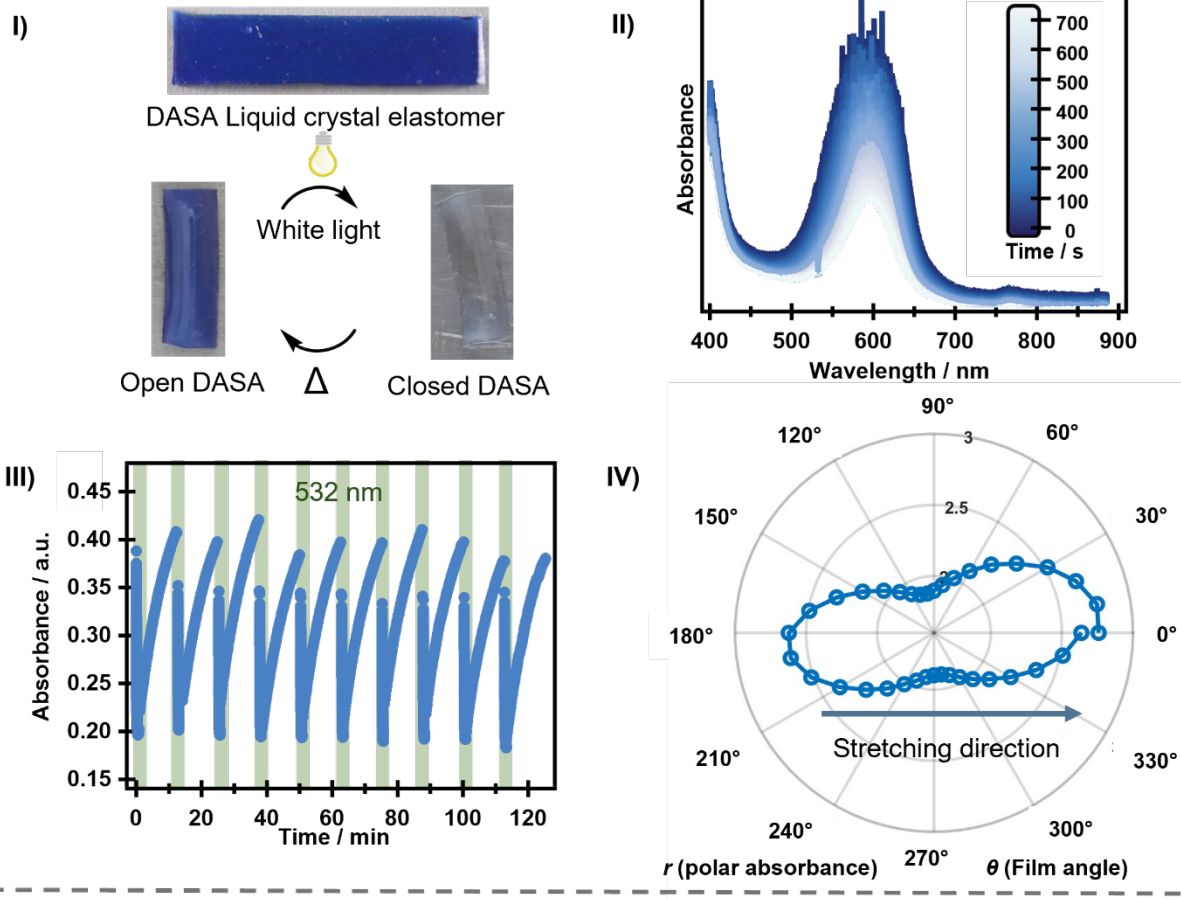 I)
DASA Liquid crystal elastomer
White light
Open DASA
Δ
Closed DASA
II)
Absorbance
700
600
500
400
300
200
100
0
Time / s
400
500
600
700
800
900
Wavelength / nm
III)
532 nm
Absorbance / a.u.
0.45
0.40
0.35
0.30
0.25
0.20
0.15
0
20
40
60
80
100
120
Time / min
IV)
90°
120°
60°
3
2.5
150°
30°
2
180°
0°
Stretching direction
210°
330°
240°
300°
270°
r (polar absorbance)
θ (Film angle)